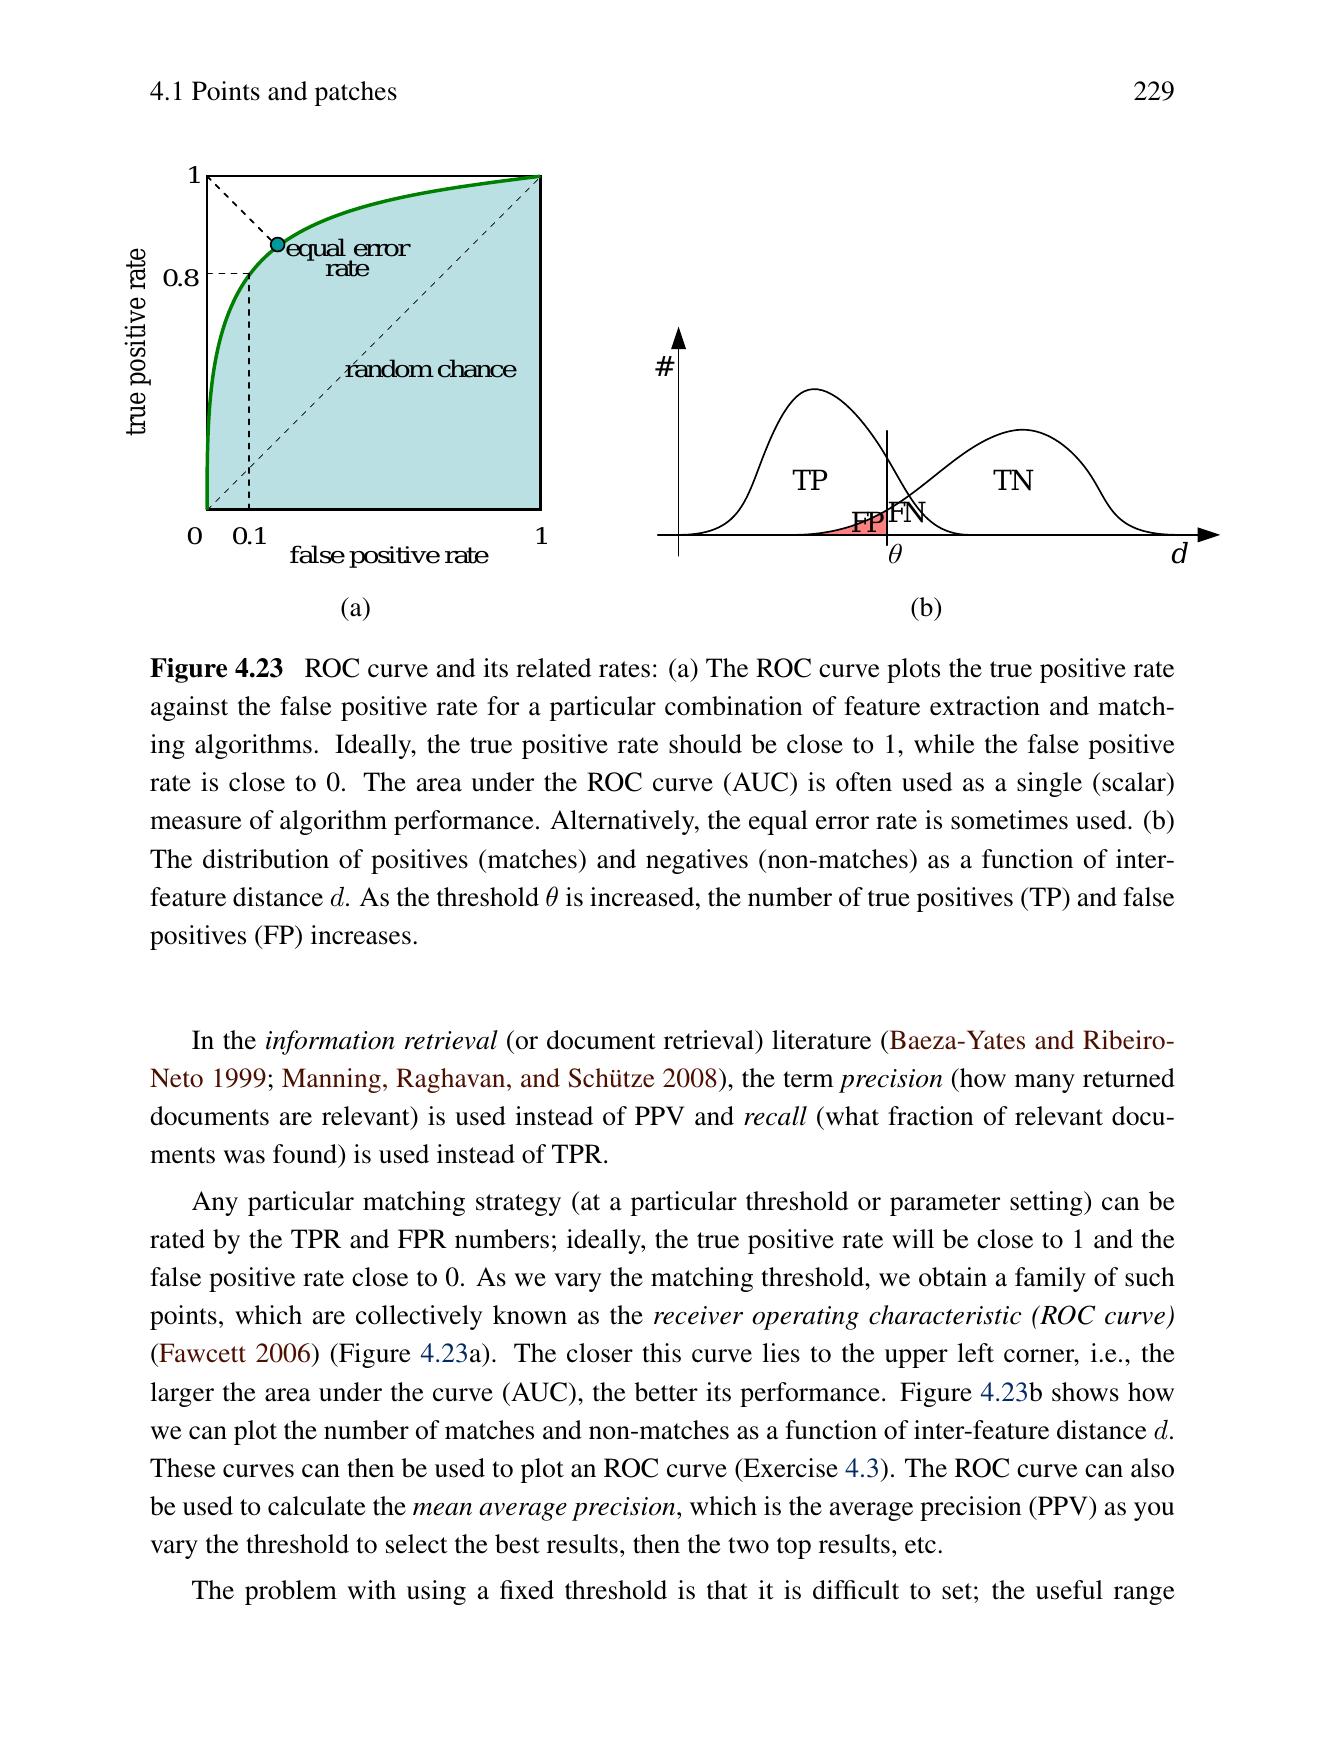 4.1 Points and patches 229
1
true positive rate
equal error
rate
0.8
random chance
0 0.1 1
false positive rate
(a)
#
TP
TN
FP
FN
θ
d
(b)
Figure 4.23 ROC curve and its related rates: (a) The ROC curve plots the true positive rate
against the false positive rate for a particular combination of feature extraction and match-
ing algorithms. Ideally, the true positive rate should be close to 1, while the false positive
rate is close to 0. The area under the ROC curve (AUC) is often used as a single (scalar)
measure of algorithm performance. Alternatively, the equal error rate is sometimes used. (b)
The distribution of positives (matches) and negatives (non-matches) as a function of inter-
feature distance d. As the threshold θ is increased, the number of true positives (TP) and false
positives (FP) increases.
In the information retrieval (or document retrieval) literature (Baeza-Yates and Ribeiro-
Neto 1999; Manning, Raghavan, and Schütze 2008), the term precision (how many returned
documents are relevant) is used instead of PPV and recall (what fraction of relevant docu-
ments was found) is used instead of TPR.
Any particular matching strategy (at a particular threshold or parameter setting) can be
rated by the TPR and FPR numbers; ideally, the true positive rate will be close to 1 and the
false positive rate close to 0. As we vary the matching threshold, we obtain a family of such
points, which are collectively known as the receiver operating characteristic (ROC curve)
(Fawcett 2006) (Figure 4.23a). The closer this curve lies to the upper left corner, i.e., the
larger the area under the curve (AUC), the better its performance. Figure 4.23b shows how
we can plot the number of matches and non-matches as a function of inter-feature distance d.
These curves can then be used to plot an ROC curve (Exercise 4.3). The ROC curve can also
be used to calculate the mean average precision, which is the average precision (PPV) as you
vary the threshold to select the best results, then the two top results, etc.
The problem with using a fixed threshold is that it is difficult to set; the useful range